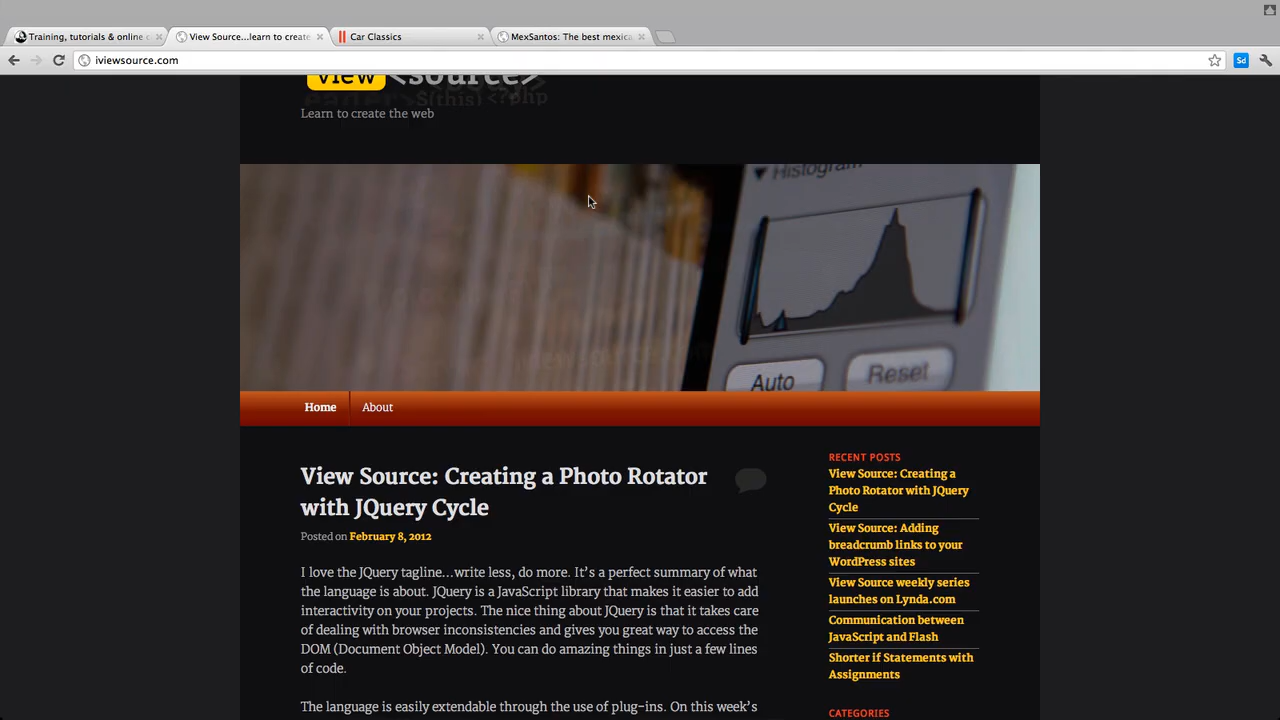 Training, tutorials & online c
View Source...learn to create
Car Classics
MexSantos: The best mexica
iviewsource.com
Sd
view <source>
$(this) <?php
Learn to create the web
Histogram
Auto
Reset
Home
About
View Source: Creating a Photo Rotator
with JQuery Cycle
Posted on February 8, 2012
I love the JQuery tagline...write less, do more. It's a perfect summary of what
the language is about. JQuery is a JavaScript library that makes it easier to add
interactivity on your projects. The nice thing about JQuery is that it takes care
of dealing with browser inconsistencies and gives you great way to access the
DOM (Document Object Model). You can do amazing things in just a few lines
of code.
The language is easily extendable through the use of plug-ins. On this week's
RECENT POSTS
View Source: Creating a
Photo Rotator with JQuery
Cycle
View Source: Adding
breadcrumb links to your
WordPress sites
View Source weekly series
launches on Lynda.com
Communication between
JavaScript and Flash
Shorter if Statements with
Assignments
CATEGORIES